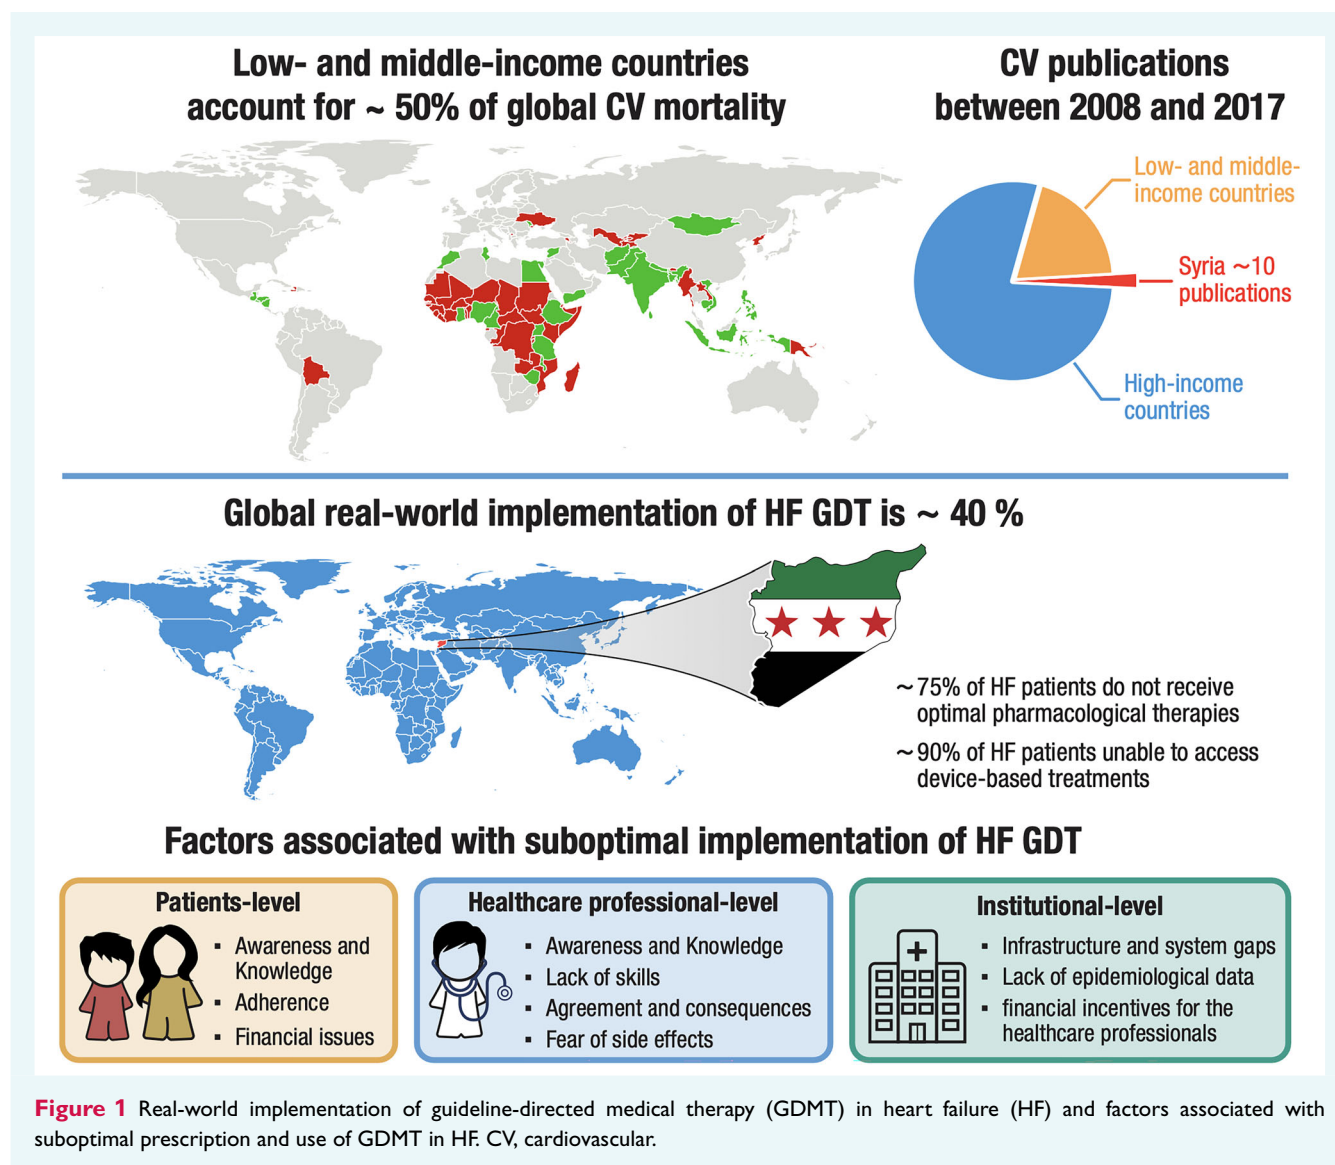 Low- and middle-income countries
account for ~ 50% of global CV mortality
CV publications
between 2008 and 2017
Low- and middle-
income countries
Syria ~10
publications
High-income
countries
Global real-world implementation of HF GDT is ~ 40 %
~ 75% of HF patients do not receive
optimal pharmacological therapies
~ 90% of HF patients unable to access
device-based treatments
Factors associated with suboptimal implementation of HF GDT
Patients-level
▪ Awareness and
Knowledge
▪ Adherence
▪ Financial issues
Healthcare professional-level
▪ Awareness and Knowledge
▪ Lack of skills
▪ Agreement and consequences
▪ Fear of side effects
Institutional-level
▪ Infrastructure and system gaps
▪ Lack of epidemiological data
▪ financial incentives for the
healthcare professionals
Figure 1 Real-world implementation of guideline-directed medical therapy (GDMT) in heart failure (HF) and factors associated with
suboptimal prescription and use of GDMT in HF. CV, cardiovascular.